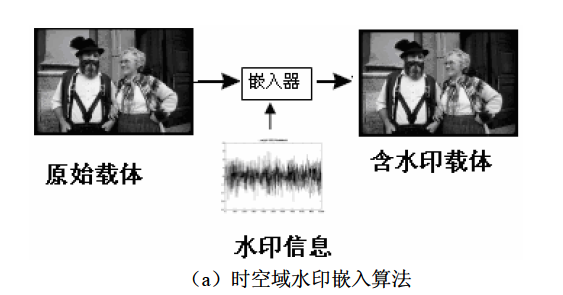 嵌入器
原始载体
含水印载体
水印信息
（a）时空域水印嵌入算法